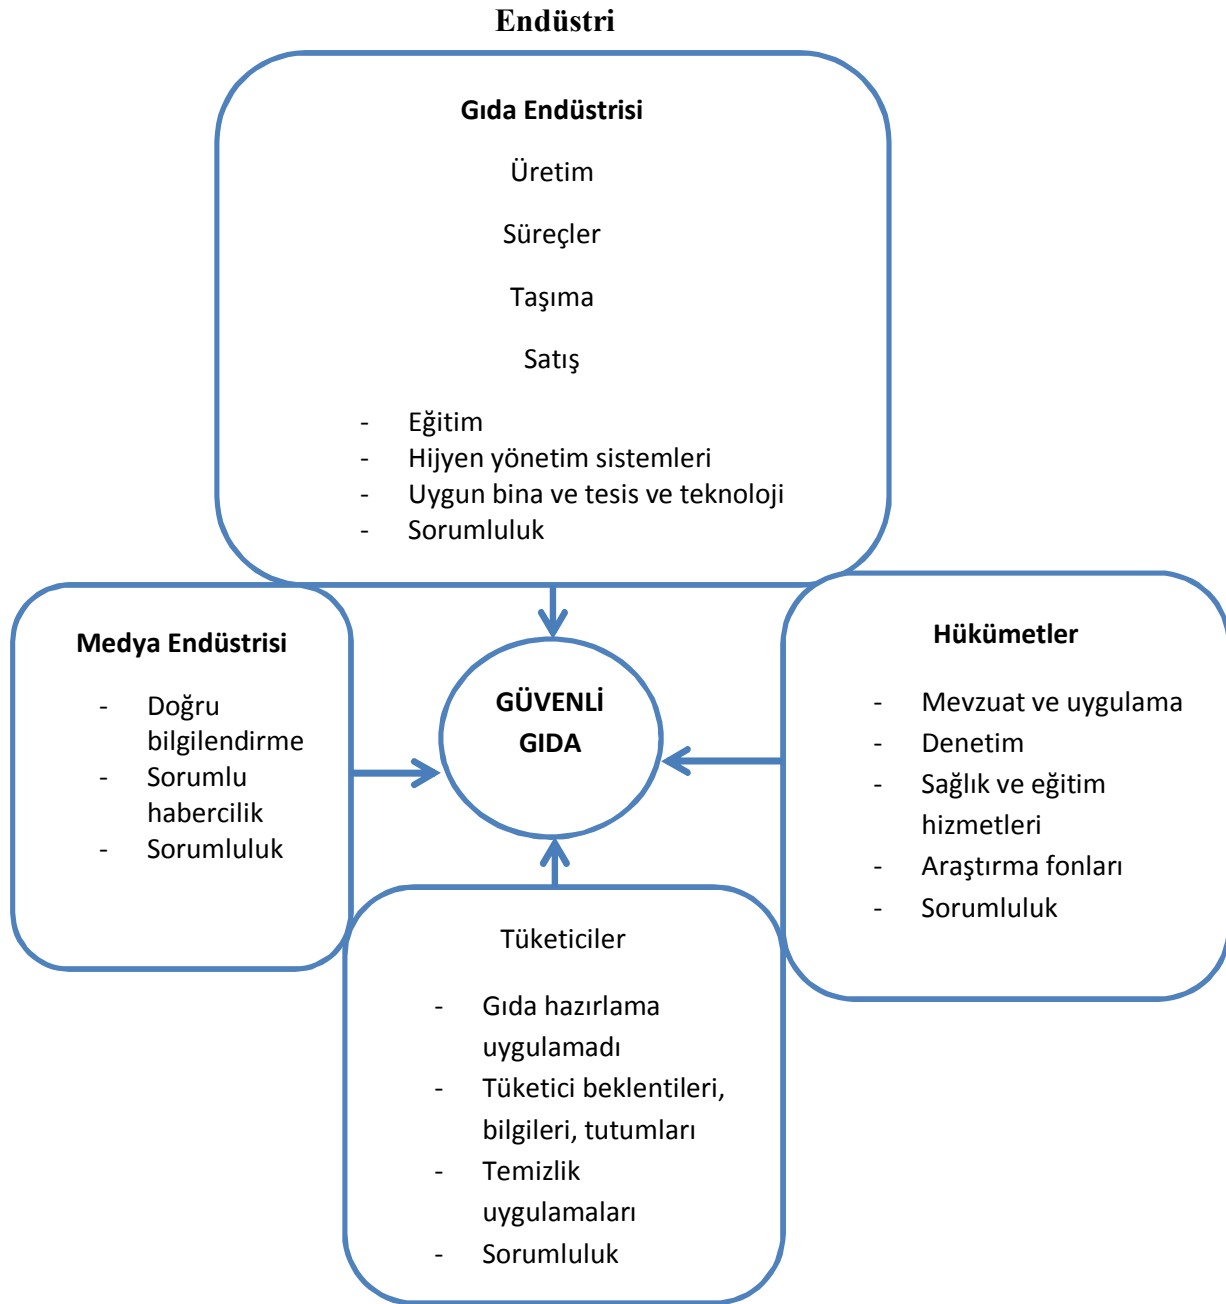 Endüstri
Gıda Endüstrisi
Üretim
Süreçler
Taşıma
Satış
- Eğitim
- Hijyen yönetim sistemleri
- Uygun bina ve tesis ve teknoloji
- Sorumluluk
Medya Endüstrisi
- Doğru
bilgilendirme
- Sorumlu
habercilik
- Sorumluluk
GÜVENLİ
GIDA
Hükümetler
- Mevzuat ve uygulama
- Denetim
- Sağlık ve eğitim
hizmetleri
- Araştırma fonları
- Sorumluluk
Tüketiciler
- Gıda hazırlama
uygulamadı
- Tüketici beklentileri,
bilgileri, tutumları
- Temizlik
uygulamaları
- Sorumluluk